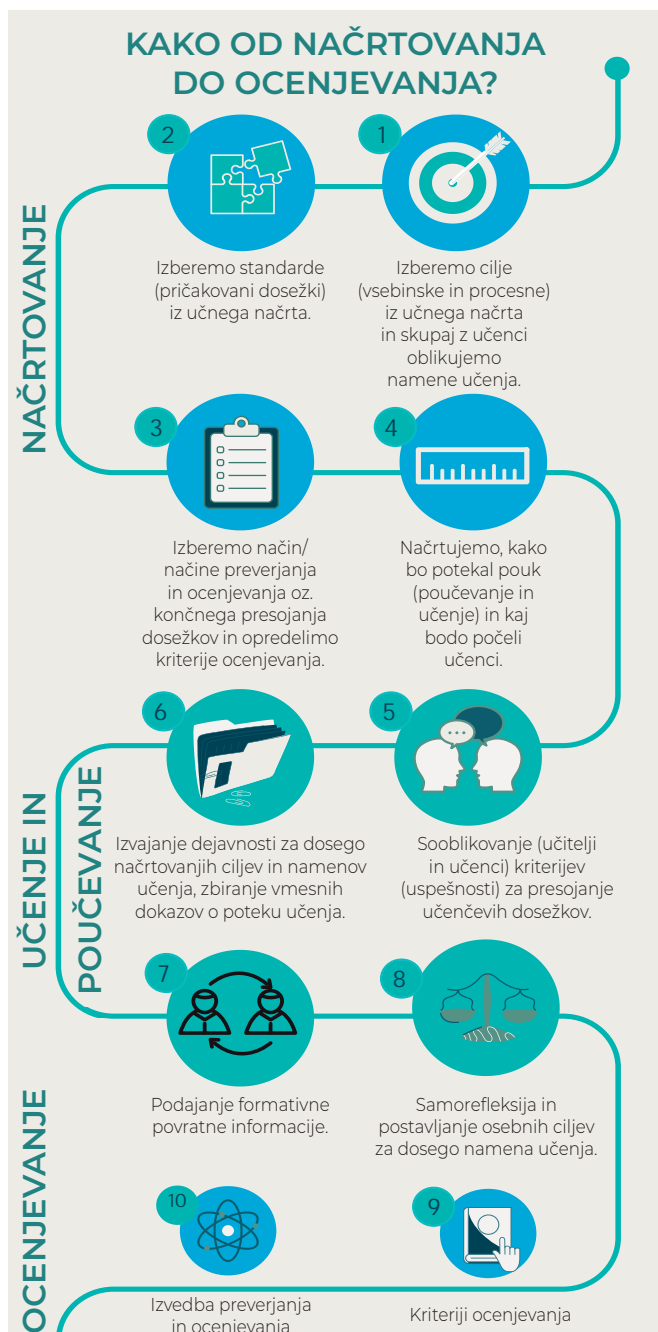 KAKO OD NAČRTOVANJA
DO OCENJEVANJA?
NAČRTOVANJE
1
Izberemo cilje
(vsebinske in procesne)
iz učnega načrta
in skupaj z učenci
oblikujemo
namene učenja.
2
Izberemo standarde
(pričakovani dosežki)
iz učnega načrta.
3
Izberemo način/
načine preverjanja
in ocenjevanja oz.
končnega presojanja
dosežkov in opredelimo
kriterije ocenjevanja.
4
Načrtujemo, kako
bo potekal pouk
(poučevanje in
učenje) in kaj
bodo počeli
učenci.
UČENJE IN
POUČEVANJE
5
Sooblikovanje (učitelji
in učenci) kriterijev
(uspešnosti) za presojanje
učenčevih dosežkov.
6
Izvajanje dejavnosti za dosego
načrtovanjih ciljev in namenov
učenja, zbiranje vmesnih
dokazov o poteku učenja.
7
Podajanje formativne
povratne informacije.
8
Samorefleksija in
postavljanje osebnih ciljev
za dosego namena učenja.
OCENJEVANJE
9
Kriteriji ocenjevanja
10
Izvedba preverjanja
in ocenjevanja